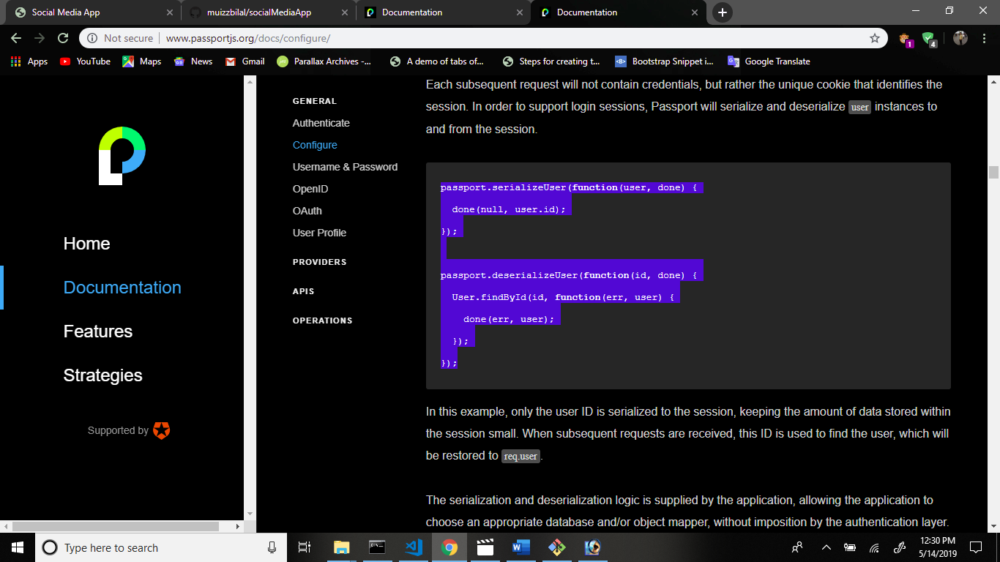 Social Media App
muizzbilal/socialMediaApp
Documentation
Documentation
Not secure | www.passportjs.org/docs/configure/
1
4
Apps
YouTube
Maps
News
Gmail
Parallax Archives -...
A demo of tabs of...
Steps for creating t...
Bootstrap Snippet i...
Google Translate
Home
Documentation
Features
Strategies
Supported by
GENERAL
Authenticate
Configure
Username & Password
OpenID
OAuth
User Profile
PROVIDERS
APIS
OPERATIONS
Each subsequent request will not contain credentials, but rather the unique cookie that identifies the
session. In order to support login sessions, Passport will serialize and deserialize user instances to
and from the session.
passport.serializeUser(function(user, done) {
  done(null, user.id);
});
passport.deserializeUser(function(id, done) {
  User.findById(id, function(err, user) {
    done(err, user);
  });
});
In this example, only the user ID is serialized to the session, keeping the amount of data stored within
the session small. When subsequent requests are received, this ID is used to find the user, which will
be restored to req.user.
The serialization and deserialization logic is supplied by the application, allowing the application to
choose an appropriate database and/or object mapper, without imposition by the authentication layer.
Type here to search
12:30 PM
5/14/2019